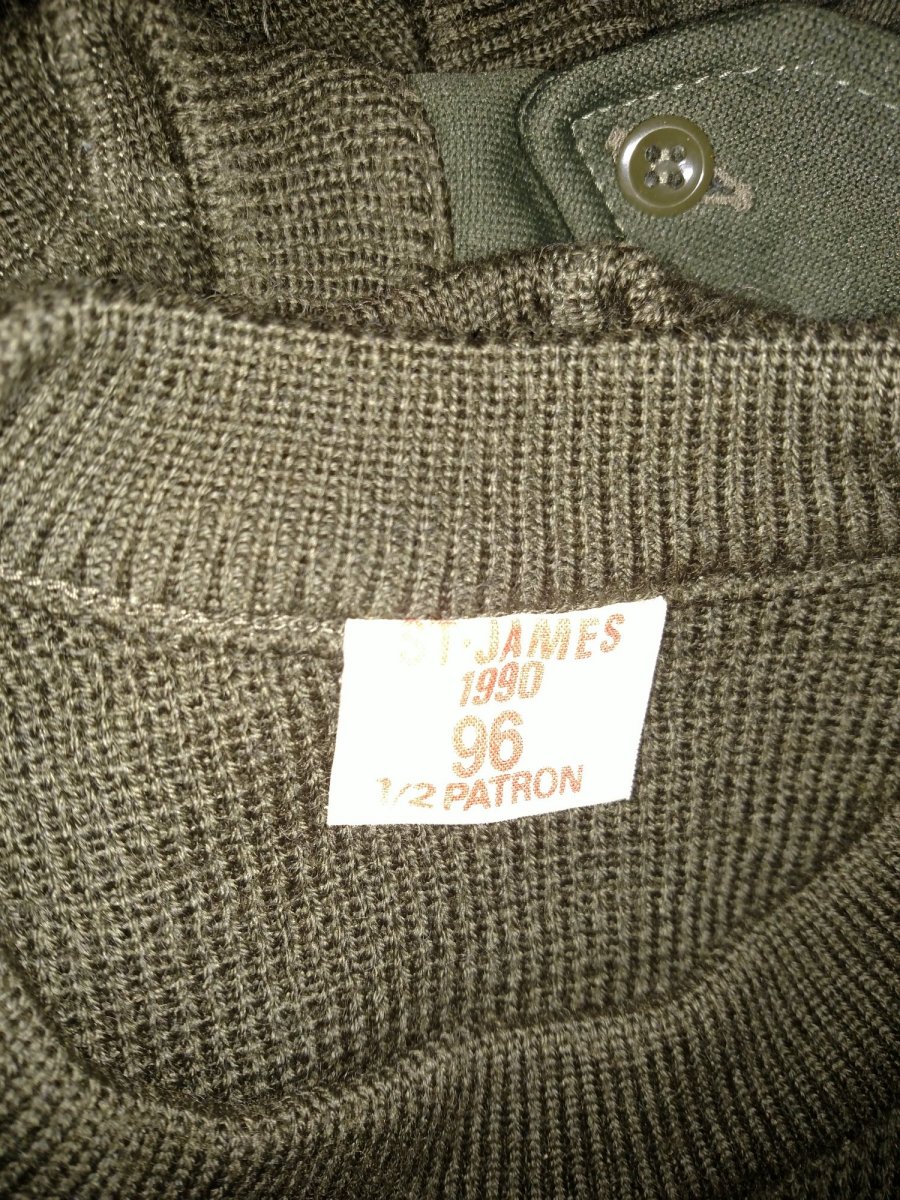 ST·JAMES
1990
96
1/2 PATRON